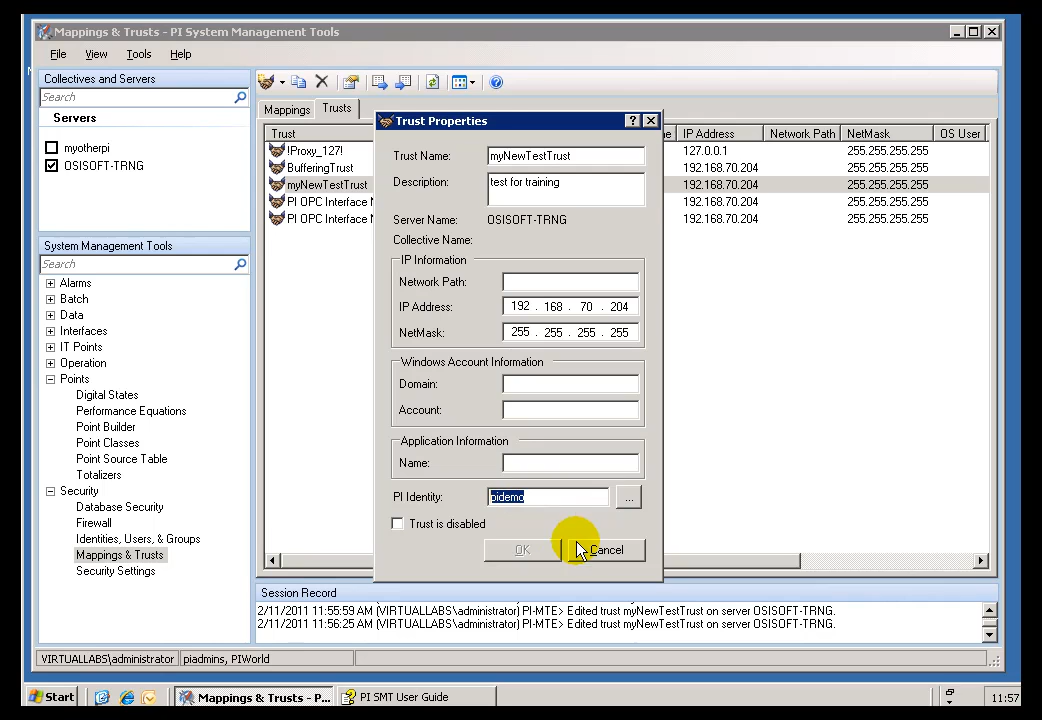 Mappings & Trusts - PI System Management Tools
File View Tools Help
Collectives and Servers
Search
Servers
myotherpi
OSISOFT-TRNG
System Management Tools
Search
Alarms
Batch
Data
Interfaces
IT Points
Operation
Points
Digital States
Performance Equations
Point Builder
Point Classes
Point Source Table
Totalizers
Security
Database Security
Firewall
Identities, Users, & Groups
Mappings & Trusts
Security Settings
Mappings Trusts
Trust IP Address Network Path NetMask OS User
!Proxy_127! 127.0.0.1 255.255.255.255
BufferingTrust 192.168.70.204 255.255.255.255
myNewTestTrust 192.168.70.204 255.255.255.255
PI OPC Interface 192.168.70.204 255.255.255.255
PI OPC Interface 192.168.70.204 255.255.255.255
Trust Properties
Trust Name: myNewTestTrust
Description: test for training
Server Name: OSISOFT-TRNG
Collective Name:
IP Information
Network Path:
IP Address: 192 . 168 . 70 . 204
NetMask: 255 . 255 . 255 . 255
Windows Account Information
Domain:
Account:
Application Information
Name:
PI Identity: pidemo ...
Trust is disabled
OK Cancel
Session Record
2/11/2011 11:55:59 AM (VIRTUALLABS\administrator) PI-MTE> Edited trust myNewTestTrust on server OSISOFT-TRNG.
2/11/2011 11:56:25 AM (VIRTUALLABS\administrator) PI-MTE> Edited trust myNewTestTrust on server OSISOFT-TRNG.
VIRTUALLABS\administrator piadmins, PIWorld
Start Mappings & Trusts - P... PI SMT User Guide 11:57